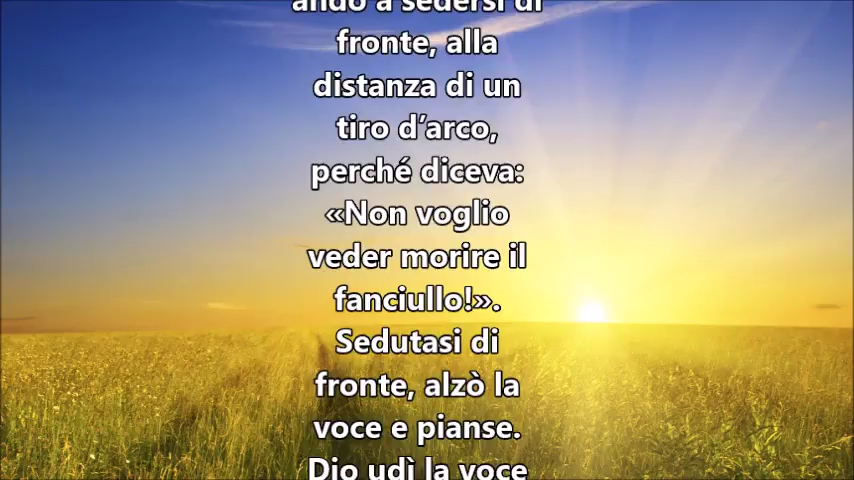 andò a sedersi di
fronte, alla
distanza di un
tiro d’arco,
perché diceva:
«Non voglio
veder morire il
fanciullo!».
Sedutasi di
fronte, alzò la
voce e pianse.
Dio udì la voce